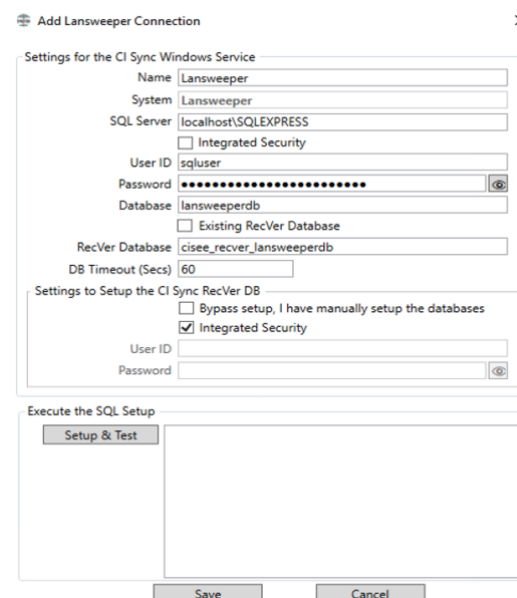 Add Lansweeper Connection
Settings for the CI Sync Windows Service
Name Lansweeper
System Lansweeper
SQL Server localhost\SQLEXPRESS
Integrated Security
User ID sqluser
Password ●●●●●●●●●●●●●●●●●●●●●●●●
Database lansweeperdb
Existing RecVer Database
RecVer Database cisee_recver_lansweeperdb
DB Timeout (Secs) 60
Settings to Setup the CI Sync RecVer DB
Bypass setup, I have manually setup the databases
Integrated Security
User ID
Password
Execute the SQL Setup
Setup & Test
Save Cancel